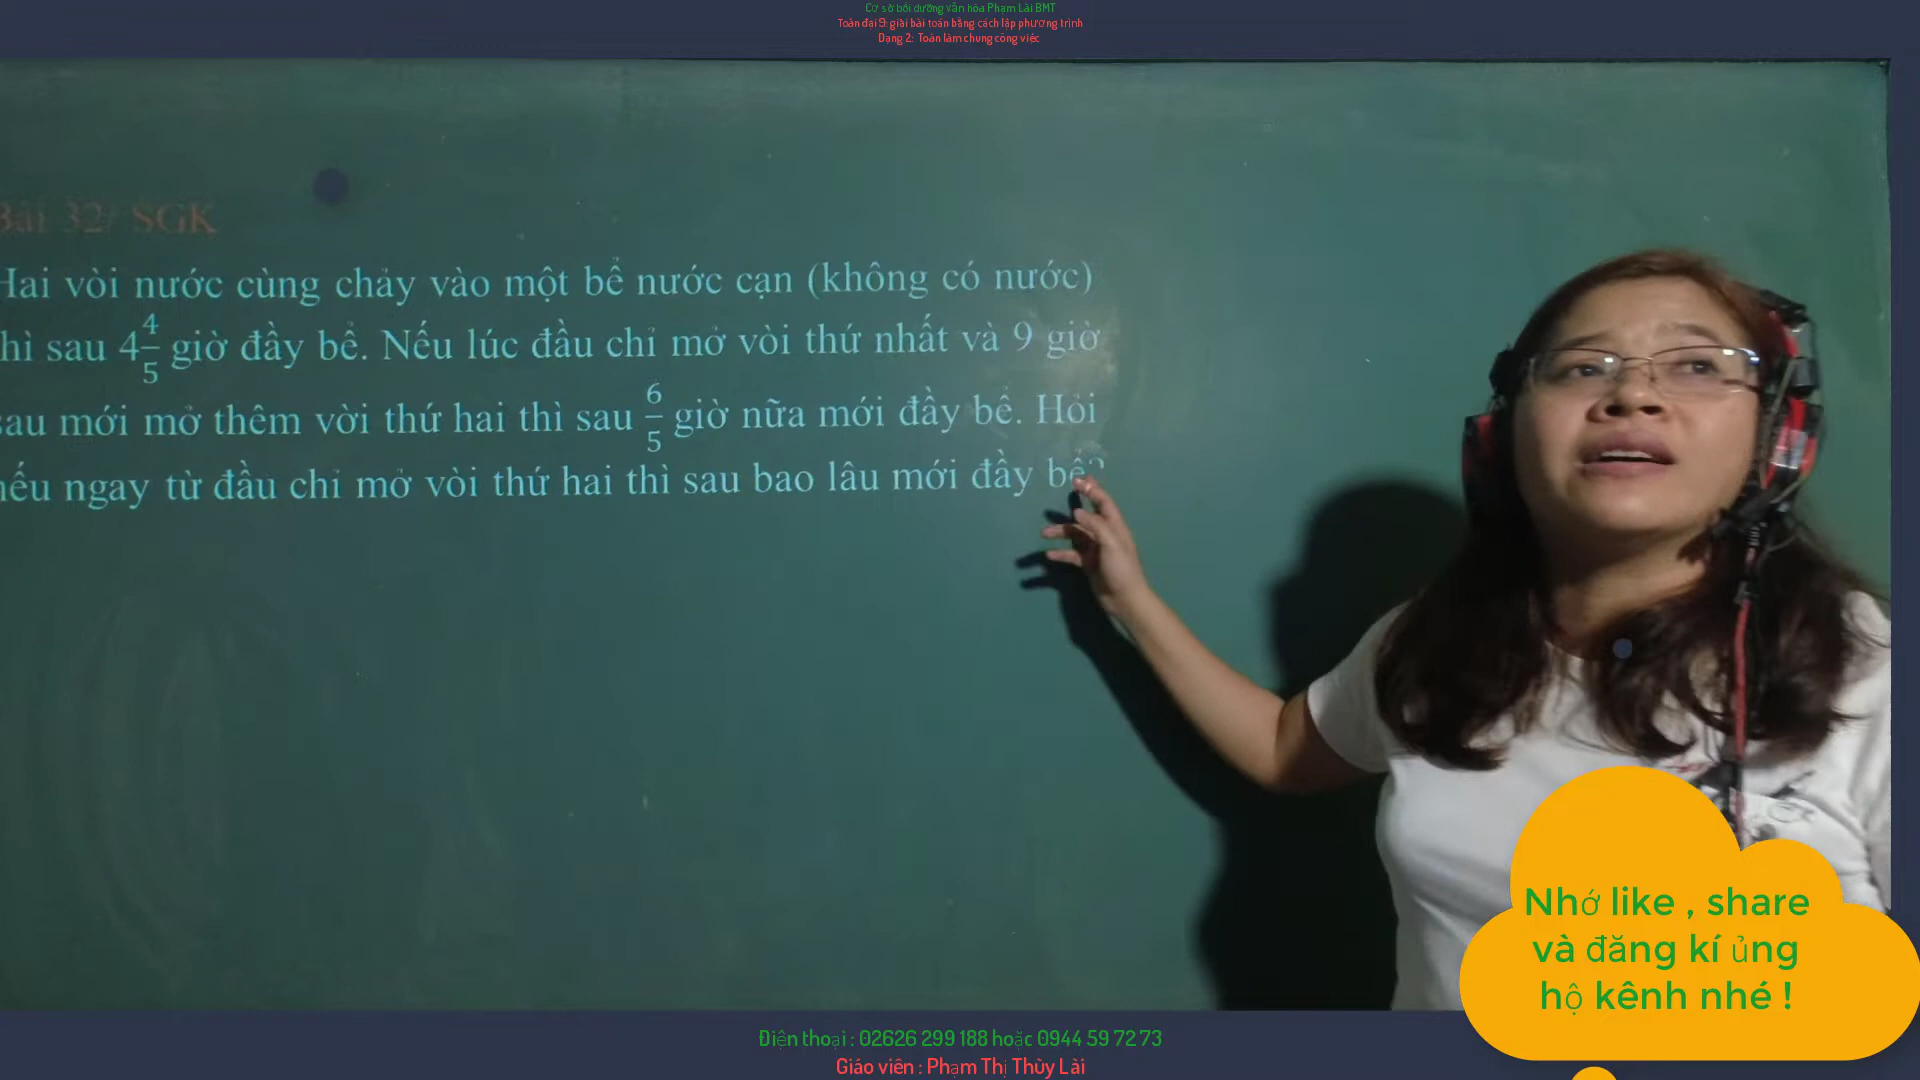 Cơ sở bồi dưỡng văn hóa Phạm Lài BMT
Toán đại 9: giải bài toán bằng cách lập phương trình
Dạng 2: Toán làm chung công việc
Bài 32/ SGK
Hai vòi nước cùng chảy vào một bể nước cạn (không có nước)
hì sau 4 4/5 giờ đầy bể. Nếu lúc đầu chỉ mở vòi thứ nhất và 9 giờ
sau mới mở thêm vời thứ hai thì sau 6/5 giờ nữa mới đầy bể. Hỏi
nếu ngay từ đầu chỉ mở vòi thứ hai thì sau bao lâu mới đầy bể?
Nhớ like , share
và đăng kí ủng
hộ kênh nhé !
Điện thoại : 02626 299 188 hoặc 0944 59 72 73
Giáo viên : Phạm Thị Thùy Lài